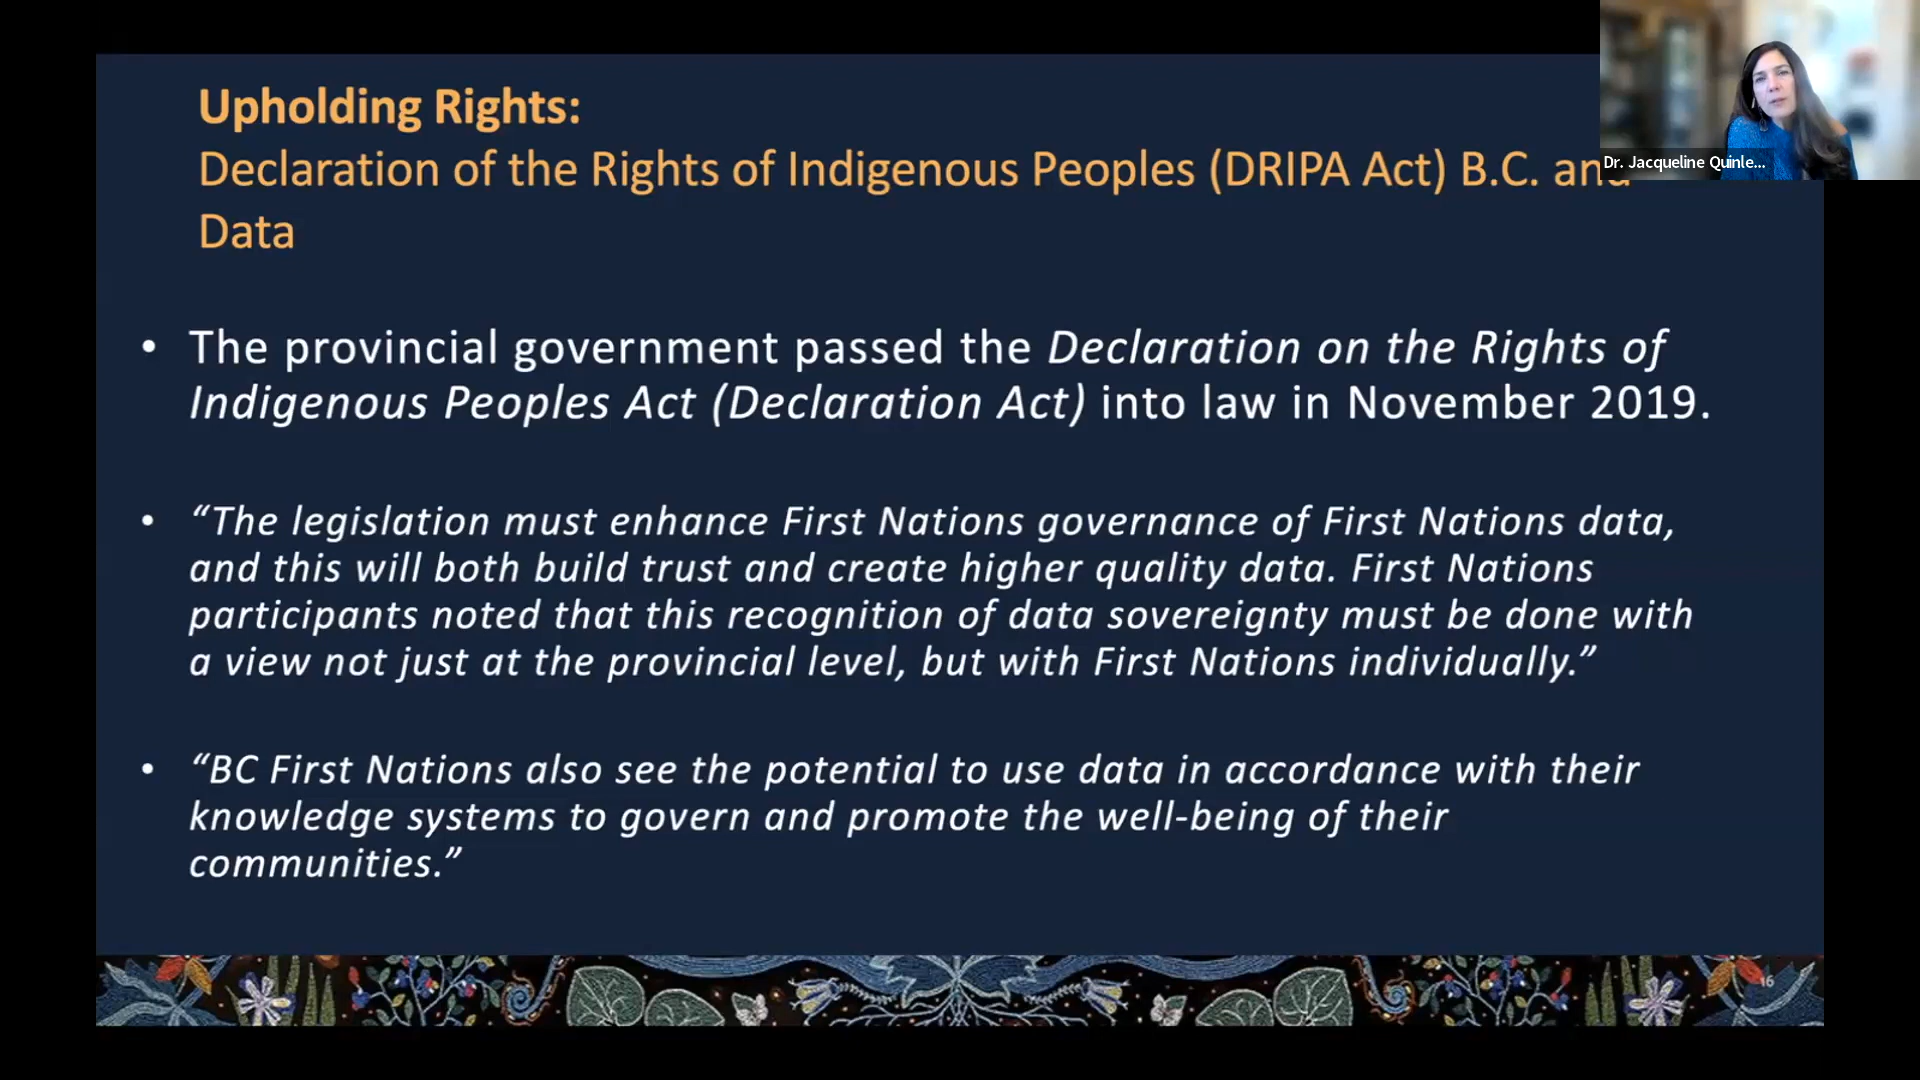 Upholding Rights:
Declaration of the Rights of Indigenous Peoples (DRIPA Act) B.C. and
Data
Dr. Jacqueline Quinle...
• The provincial government passed the Declaration on the Rights of
Indigenous Peoples Act (Declaration Act) into law in November 2019.
• “The legislation must enhance First Nations governance of First Nations data,
and this will both build trust and create higher quality data. First Nations
participants noted that this recognition of data sovereignty must be done with
a view not just at the provincial level, but with First Nations individually.”
• “BC First Nations also see the potential to use data in accordance with their
knowledge systems to govern and promote the well-being of their
communities.”
16